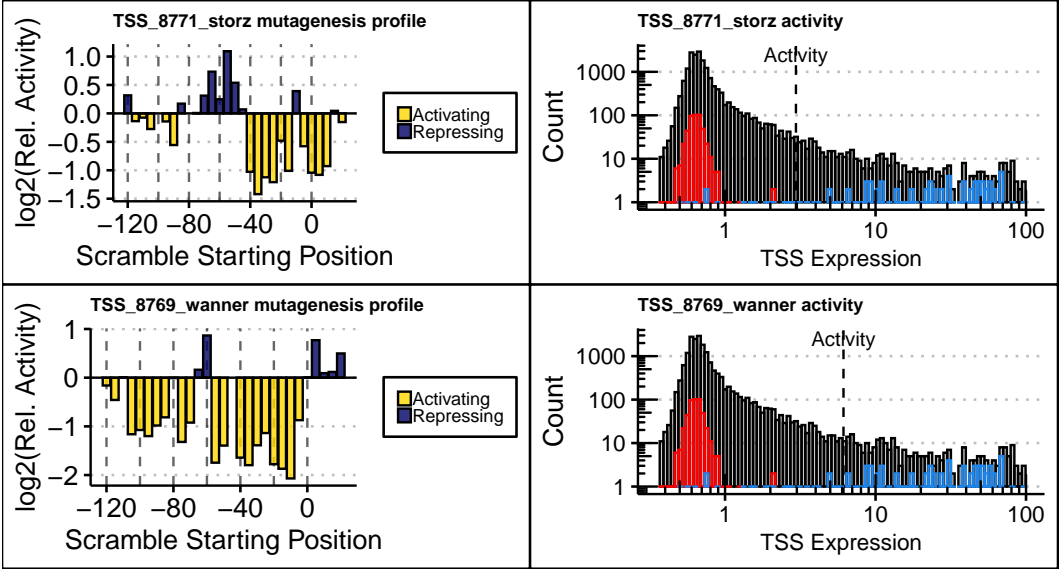 TSS_8771_storz mutagenesis profile
log2(Rel. Activity)
1.0
0.5
0.0
−0.5
−1.0
−1.5
−120
−80
−40
0
Scramble Starting Position
Activating
Repressing
TSS_8771_storz activity
Activity
Count
1000
100
10
1
1
10
100
TSS Expression
TSS_8769_wanner mutagenesis profile
log2(Rel. Activity)
1
0
−1
−2
−120
−80
−40
0
Scramble Starting Position
Activating
Repressing
TSS_8769_wanner activity
Activity
Count
1000
100
10
1
1
10
100
TSS Expression